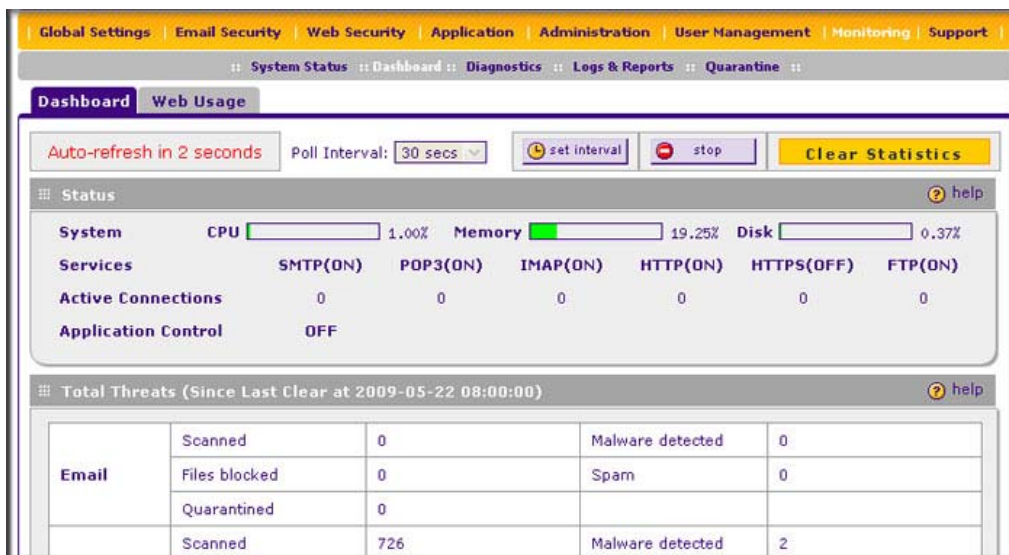 Global Settings | Email Security | Web Security | Application | Administration | User Management | Monitoring | Support |
:: System Status :: Dashboard :: Diagnostics :: Logs & Reports :: Quarantine ::
Dashboard Web Usage
Auto-refresh in 2 seconds Poll Interval: 30 secs set interval stop Clear Statistics
Status ? help
System CPU 1.00% Memory 19.25% Disk 0.37%
Services SMTP(ON) POP3(ON) IMAP(ON) HTTP(ON) HTTPS(OFF) FTP(ON)
Active Connections 0 0 0 0 0 0
Application Control OFF
Total Threats (Since Last Clear at 2009-05-22 08:00:00) ? help
Scanned 0 Malware detected 0
Email Files blocked 0 Spam 0
Quarantined 0
Scanned 726 Malware detected 2